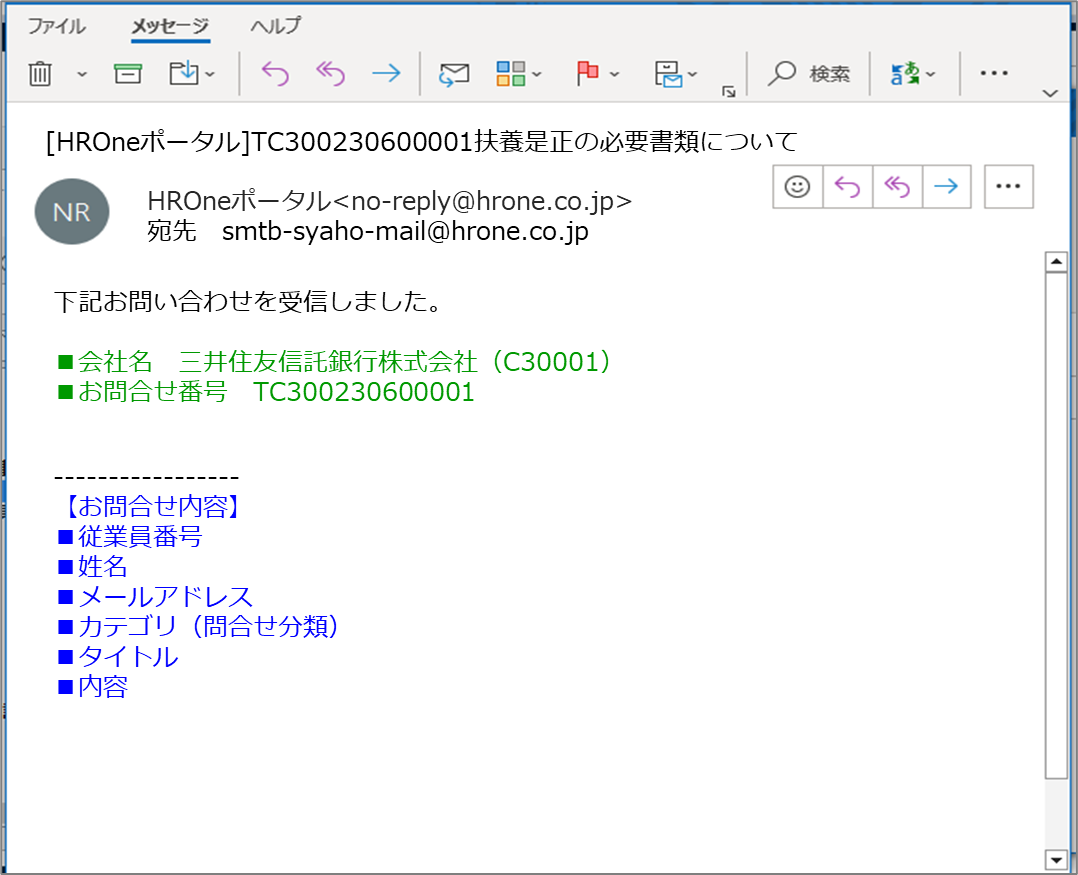 ファイル　メッセージ　ヘルプ
検索
[HROneポータル]TC300230600001扶養是正の必要書類について
NR
HROneポータル<no-reply@hrone.co.jp>
宛先　smtb-syaho-mail@hrone.co.jp
下記お問い合わせを受信しました。
■会社名　三井住友信託銀行株式会社（C30001）
■お問合せ番号　TC300230600001
-----------------
【お問合せ内容】
■従業員番号
■姓名
■メールアドレス
■カテゴリ（問合せ分類）
■タイトル
■内容